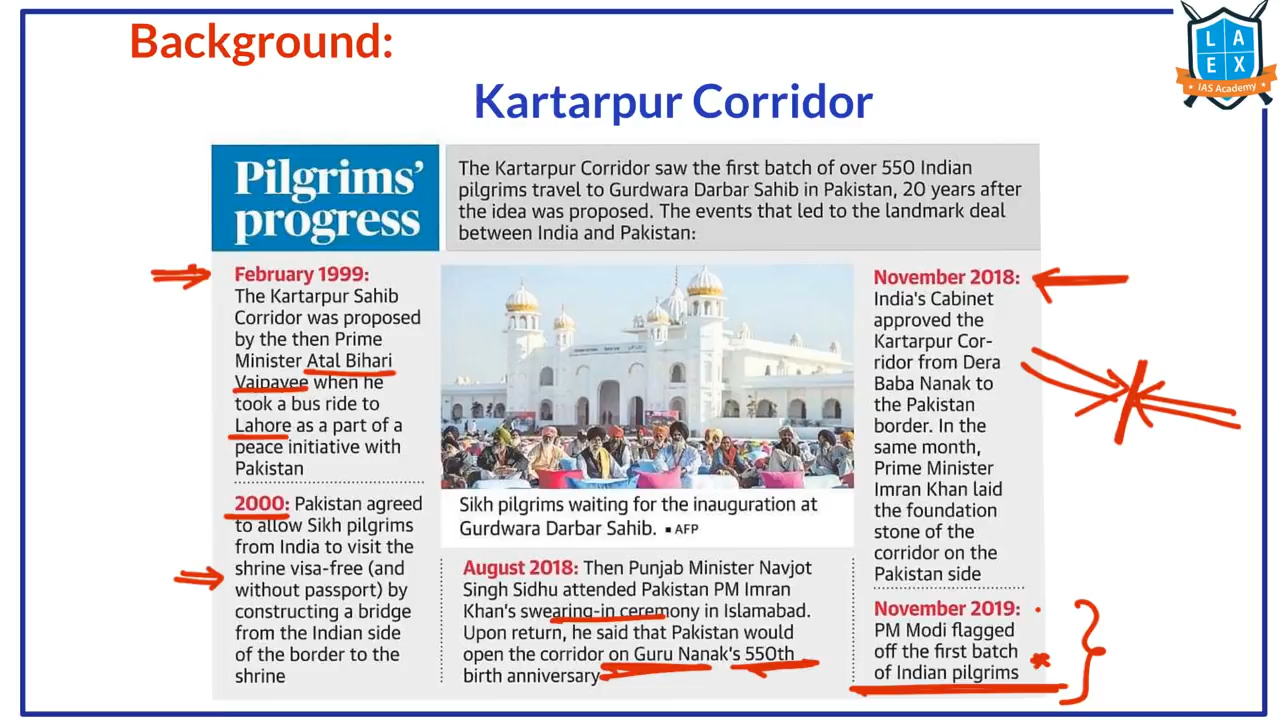 Background:
Kartarpur Corridor
L A
E X
IAS Academy
Pilgrims'
progress
The Kartarpur Corridor saw the first batch of over 550 Indian
pilgrims travel to Gurdwara Darbar Sahib in Pakistan, 20 years after
the idea was proposed. The events that led to the landmark deal
between India and Pakistan:
February 1999:
The Kartarpur Sahib
Corridor was proposed
by the then Prime
Minister Atal Bihari
Vajpayee when he
took a bus ride to
Lahore as a part of a
peace initiative with
Pakistan
2000: Pakistan agreed
to allow Sikh pilgrims
from India to visit the
shrine visa-free (and
without passport) by
constructing a bridge
from the Indian side
of the border to the
shrine
Sikh pilgrims waiting for the inauguration at
Gurdwara Darbar Sahib. ▪ AFP
August 2018: Then Punjab Minister Navjot
Singh Sidhu attended Pakistan PM Imran
Khan's swearing-in ceremony in Islamabad.
Upon return, he said that Pakistan would
open the corridor on Guru Nanak's 550th
birth anniversary
November 2018:
India's Cabinet
approved the
Kartarpur Cor-
ridor from Dera
Baba Nanak to
the Pakistan
border. In the
same month,
Prime Minister
Imran Khan laid
the foundation
stone of the
corridor on the
Pakistan side
November 2019:
PM Modi flagged
off the first batch
of Indian pilgrims